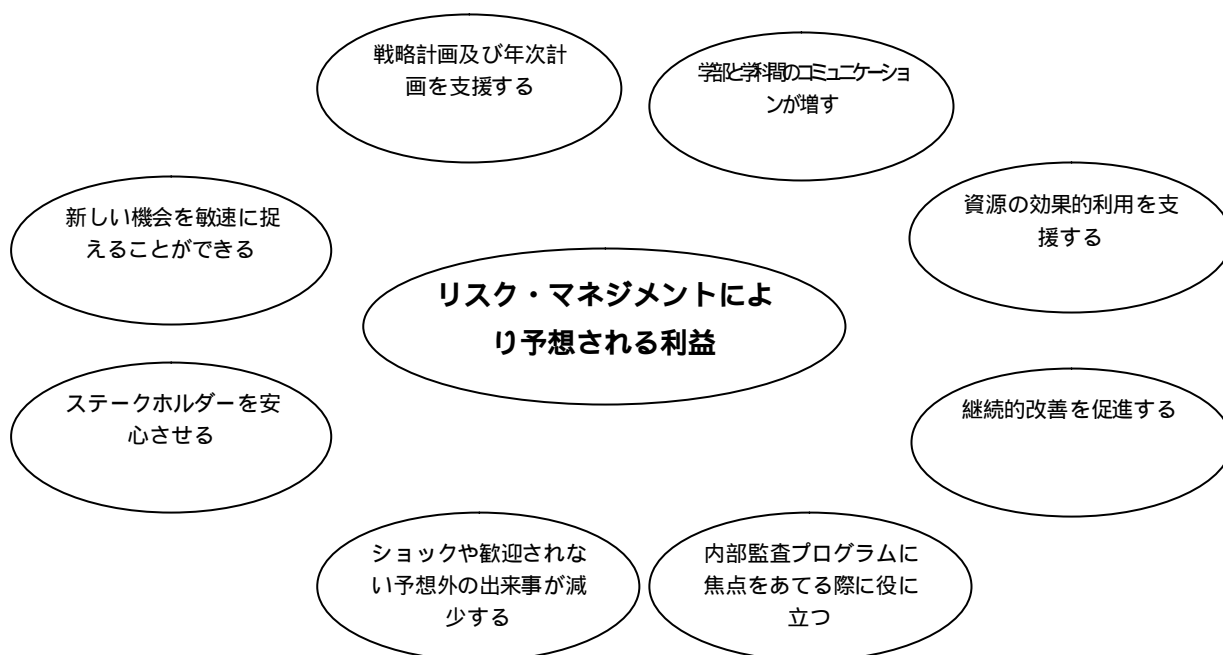 戦略計画及び年次計
画を支援する
学部と学科間のコミュニケーショ
ンが増す
新しい機会を敏速に捉
えることができる
資源の効果的利用を支
援する
リスク・マネジメントによ
り予想される利益
ステークホルダーを安
心させる
継続的改善を促進する
ショックや歓迎されな
い予想外の出来事が減
少する
内部監査プログラムに
焦点をあてる際に役に
立つ